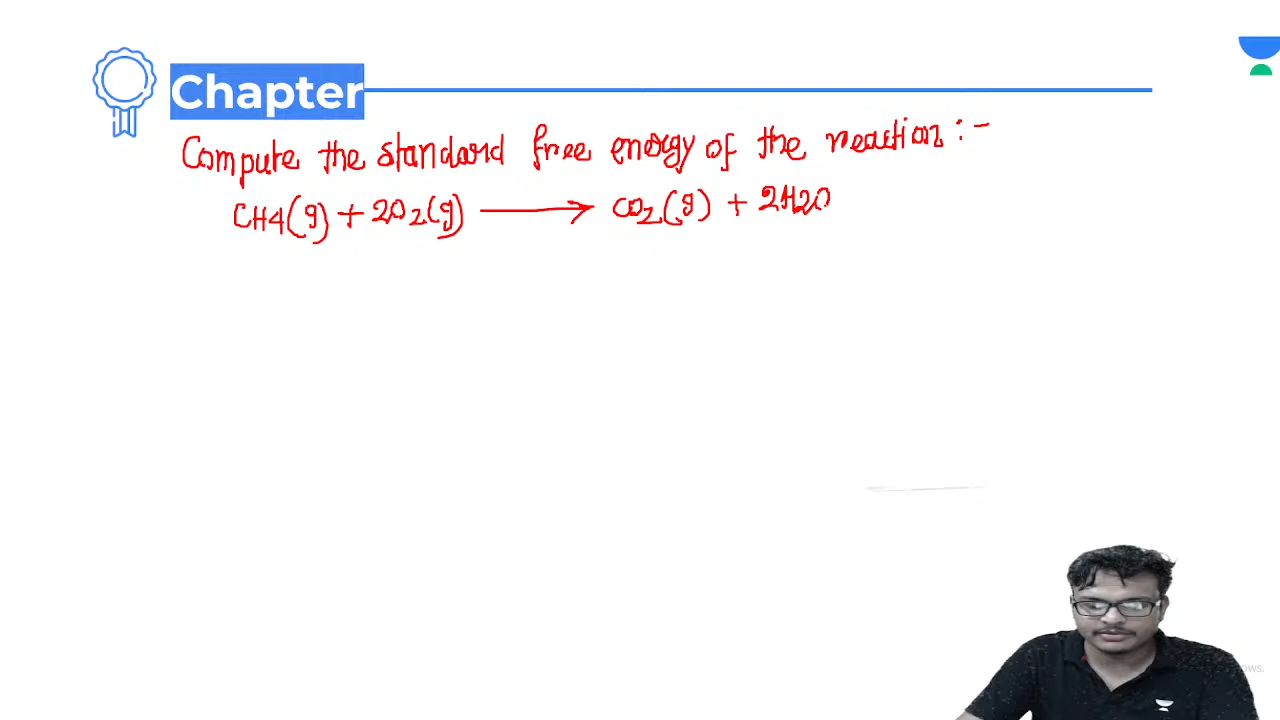 Chapter
Compute the standard free energy of the reaction :-
CH4(g) + 2O2(g) ⟶ CO2(g) + 2H2O